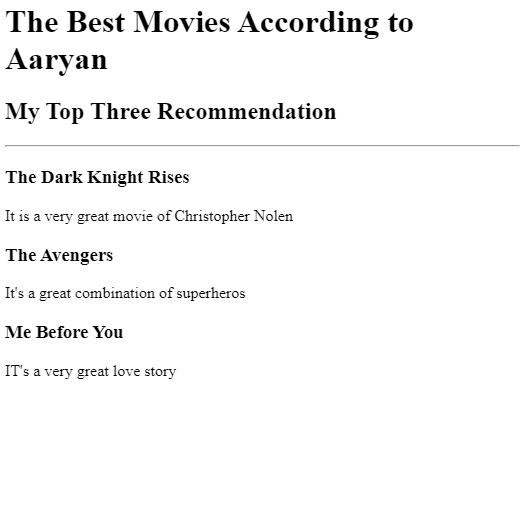 The Best Movies According to
Aaryan
My Top Three Recommendation
The Dark Knight Rises
It is a very great movie of Christopher Nolen
The Avengers
It's a great combination of superheros
Me Before You
IT's a very great love story